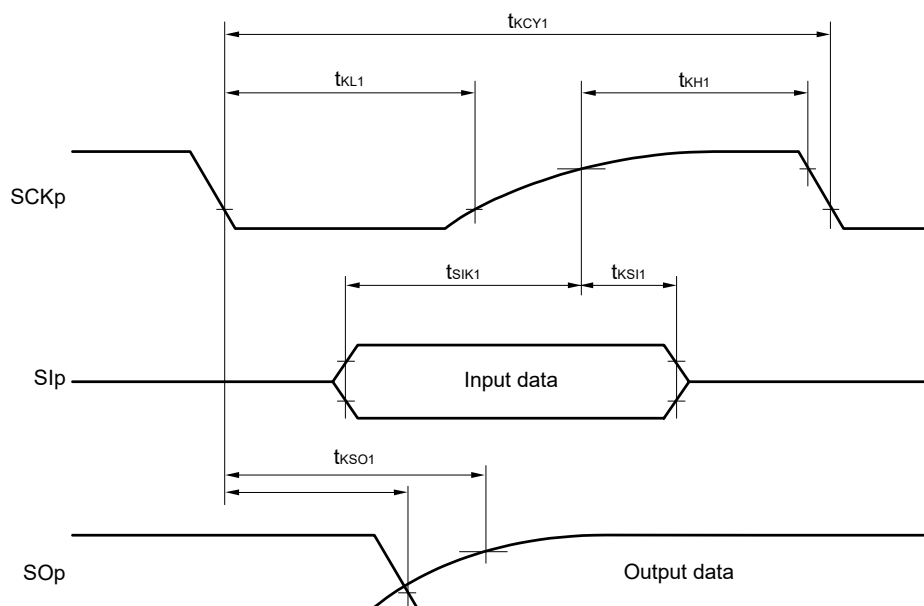 tKCY1
tKL1
tKH1
SCKp
tSIK1
tKSI1
SIp
Input data
tKSO1
SOp
Output data